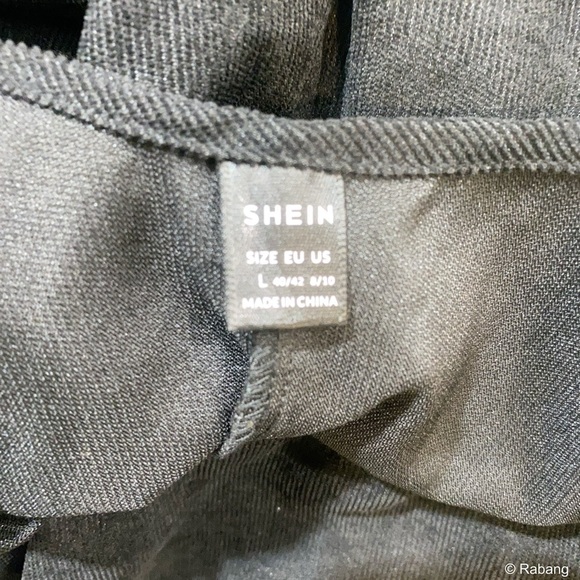 SHEIN
SIZE EU US
L 40/42 8/10
MADE IN CHINA
© Rabang